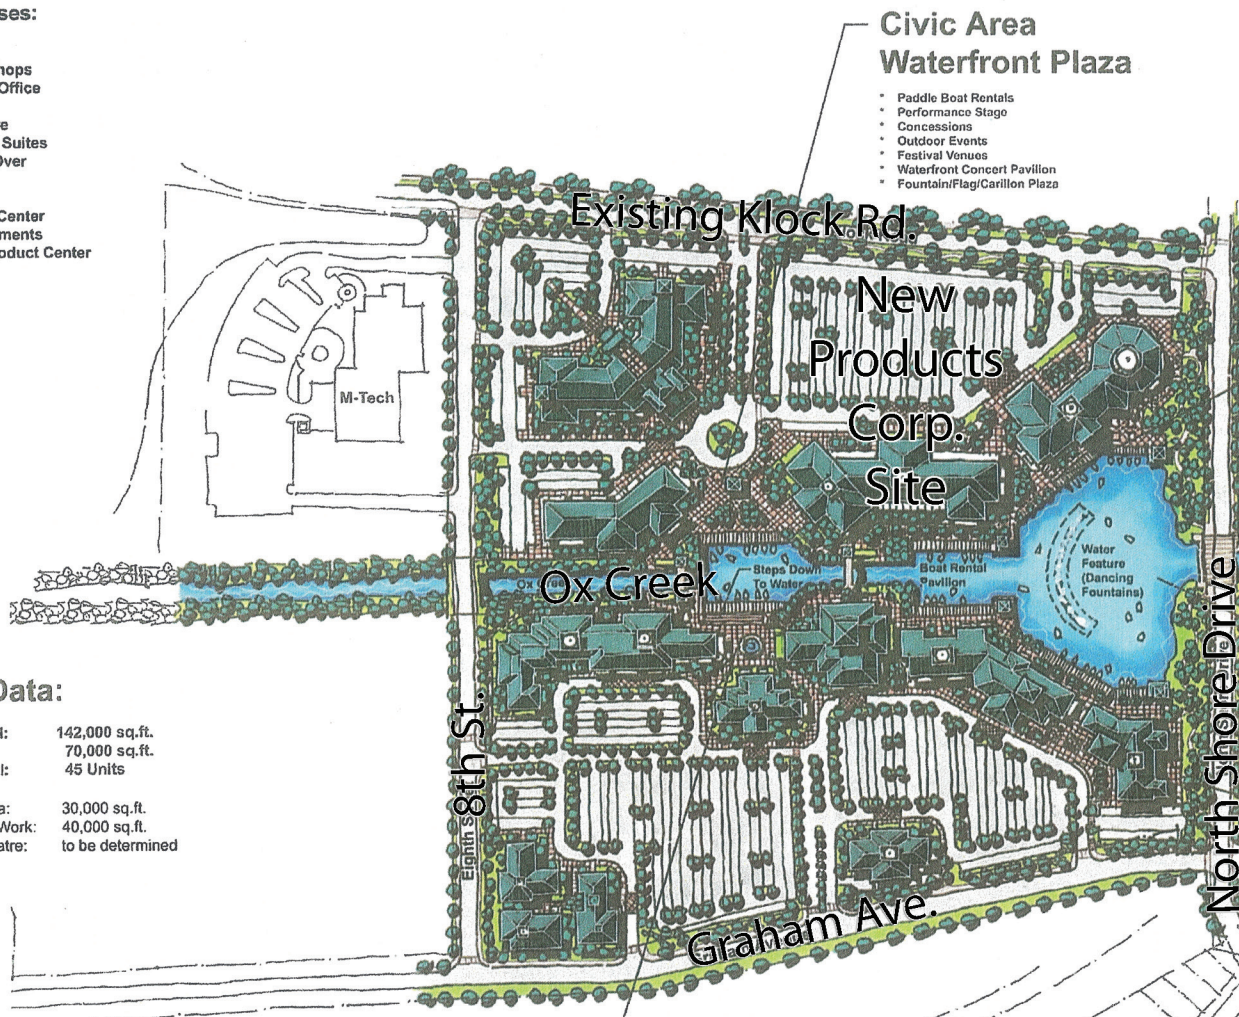 ses:
hops
Office
e
Suites
Over
Center
ments
oduct Center
Civic Area
Waterfront Plaza
* Paddle Boat Rentals
* Performance Stage
* Concessions
* Outdoor Events
* Festival Venues
* Waterfront Concert Pavilion
* Fountain/Flag/Carillon Plaza
Existing Klock Rd.
New
Products
Corp.
Site
M-Tech
Ox Creek
Steps Down
To Water
Boat Rental
Pavilion
Water
Feature
(Dancing
Fountains)
North Shore Drive
8th St.
Eighth S
Graham Ave.
Data:
l: 142,000 sq.ft.
70,000 sq.ft.
l: 45 Units
a: 30,000 sq.ft.
Work: 40,000 sq.ft.
atre: to be determined